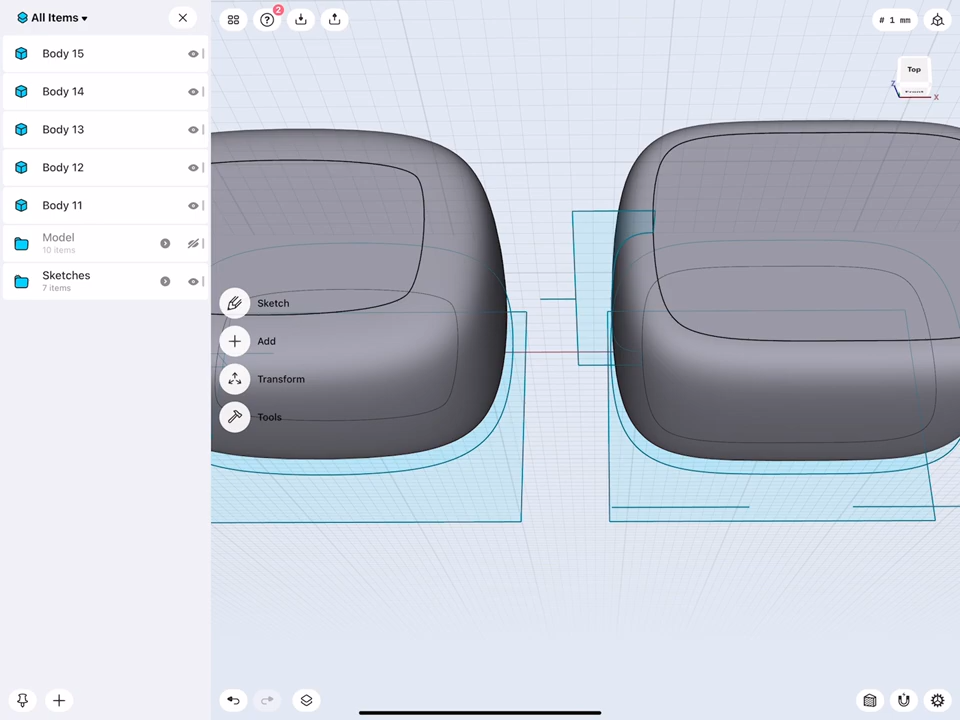 All Items
2
# 1 mm
Body 15
Body 14
Body 13
Body 12
Body 11
Model
10 items
Sketches
7 items
Sketch
Add
Transform
Tools
Top
Front
Z
X